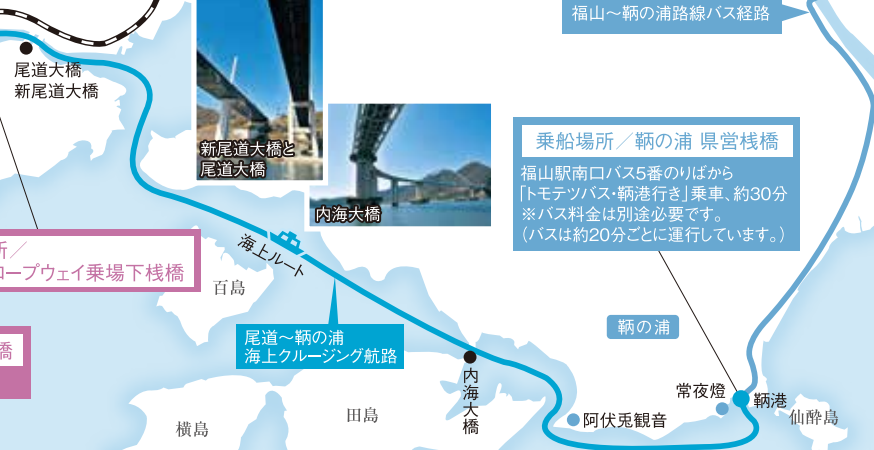 福山〜鞆の浦路線バス経路
尾道大橋
新尾道大橋
新尾道大橋と
尾道大橋
内海大橋
乗船場所／鞆の浦 県営桟橋
福山駅南口バス5番のりばから
「トモテツバス・鞆港行き」乗車、約30分
※バス料金は別途必要です。
（バスは約20分ごとに運行しています。）
海上ルート
所／
ロープウェイ乗場下桟橋
百島
尾道〜鞆の浦
海上クルージング航路
鞆の浦
橋
内海大橋
常夜燈
鞆港
仙酔島
阿伏兎観音
田島
横島